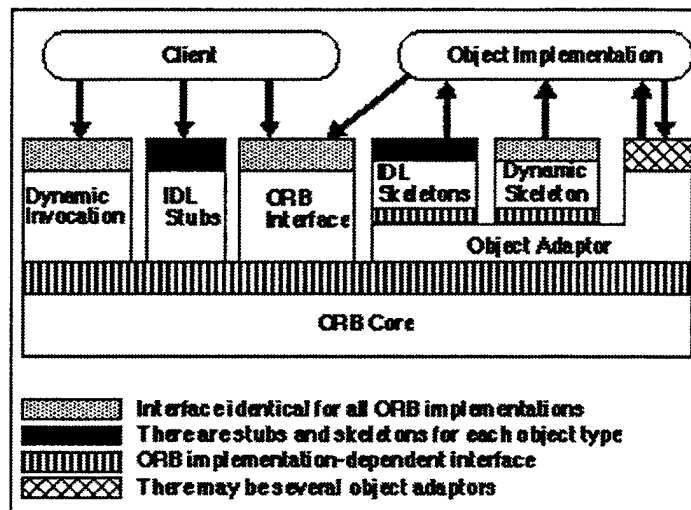 Client
Object Implementation
Dynamic
Invocation
IDL
Stubs
ORB
Interface
IDL
Skeletons
Dynamic
Skeleton
Object Adaptor
ORB Core
Interface identical for all ORB implementations
There are stubs and skeletons for each object type
ORB implementation-dependent interface
There may be several object adaptors